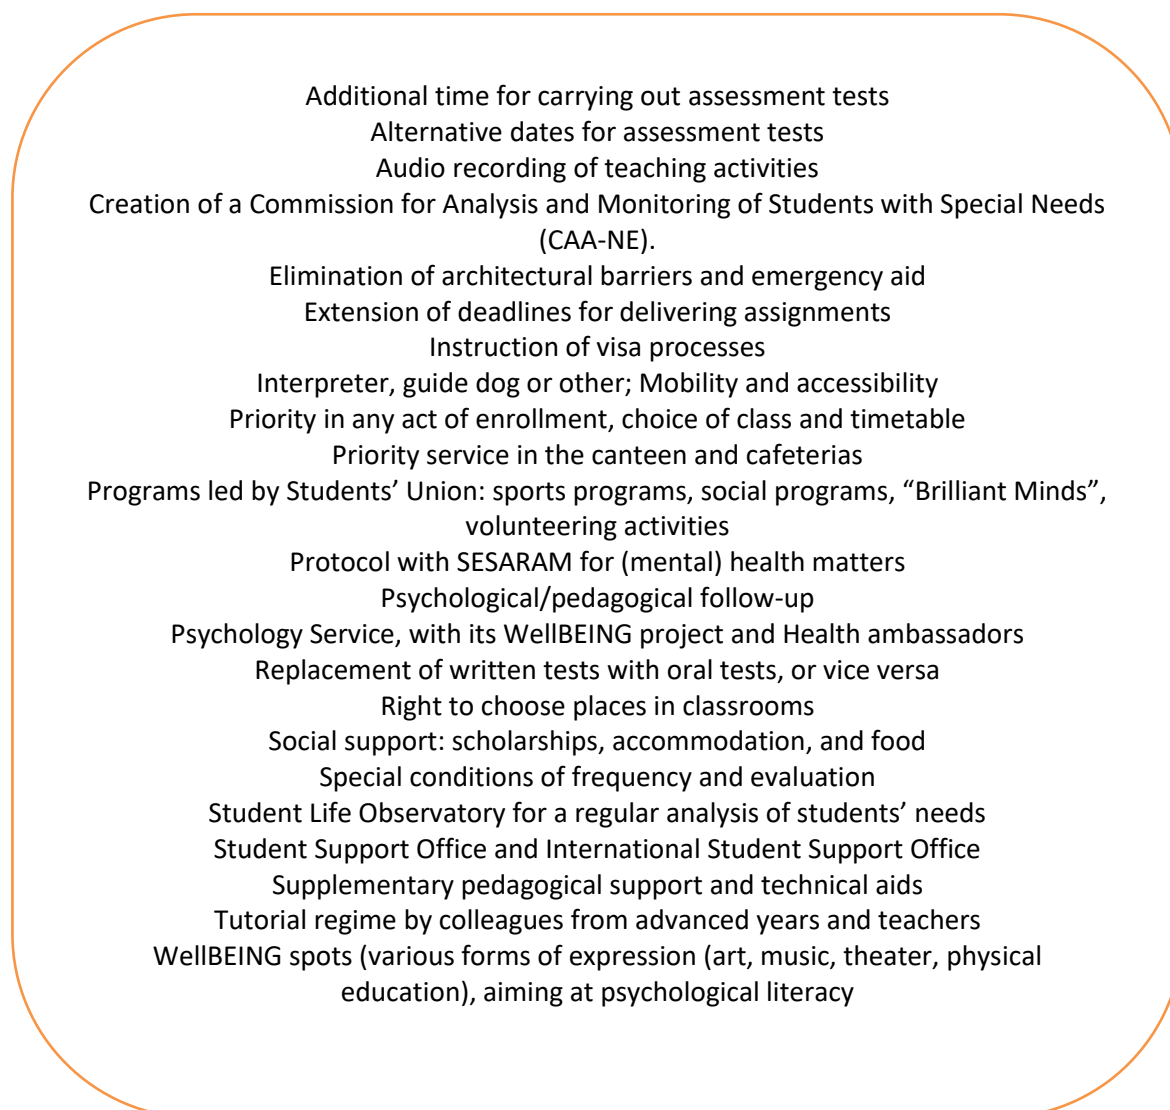 Additional time for carrying out assessment tests
Alternative dates for assessment tests
Audio recording of teaching activities
Creation of a Commission for Analysis and Monitoring of Students with Special Needs
(CAA-NE).
Elimination of architectural barriers and emergency aid
Extension of deadlines for delivering assignments
Instruction of visa processes
Interpreter, guide dog or other; Mobility and accessibility
Priority in any act of enrollment, choice of class and timetable
Priority service in the canteen and cafeterias
Programs led by Students’ Union: sports programs, social programs, “Brilliant Minds”,
volunteering activities
Protocol with SESARAM for (mental) health matters
Psychological/pedagogical follow-up
Psychology Service, with its WellBEING project and Health ambassadors
Replacement of written tests with oral tests, or vice versa
Right to choose places in classrooms
Social support: scholarships, accommodation, and food
Special conditions of frequency and evaluation
Student Life Observatory for a regular analysis of students’ needs
Student Support Office and International Student Support Office
Supplementary pedagogical support and technical aids
Tutorial regime by colleagues from advanced years and teachers
WellBEING spots (various forms of expression (art, music, theater, physical
education), aiming at psychological literacy